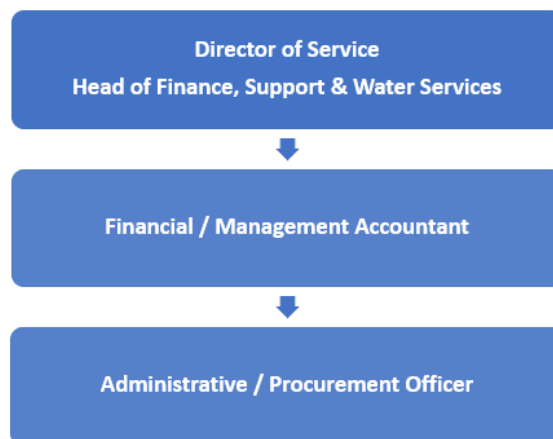 Director of Service
Head of Finance, Support & Water Services
Financial / Management Accountant
Administrative / Procurement Officer